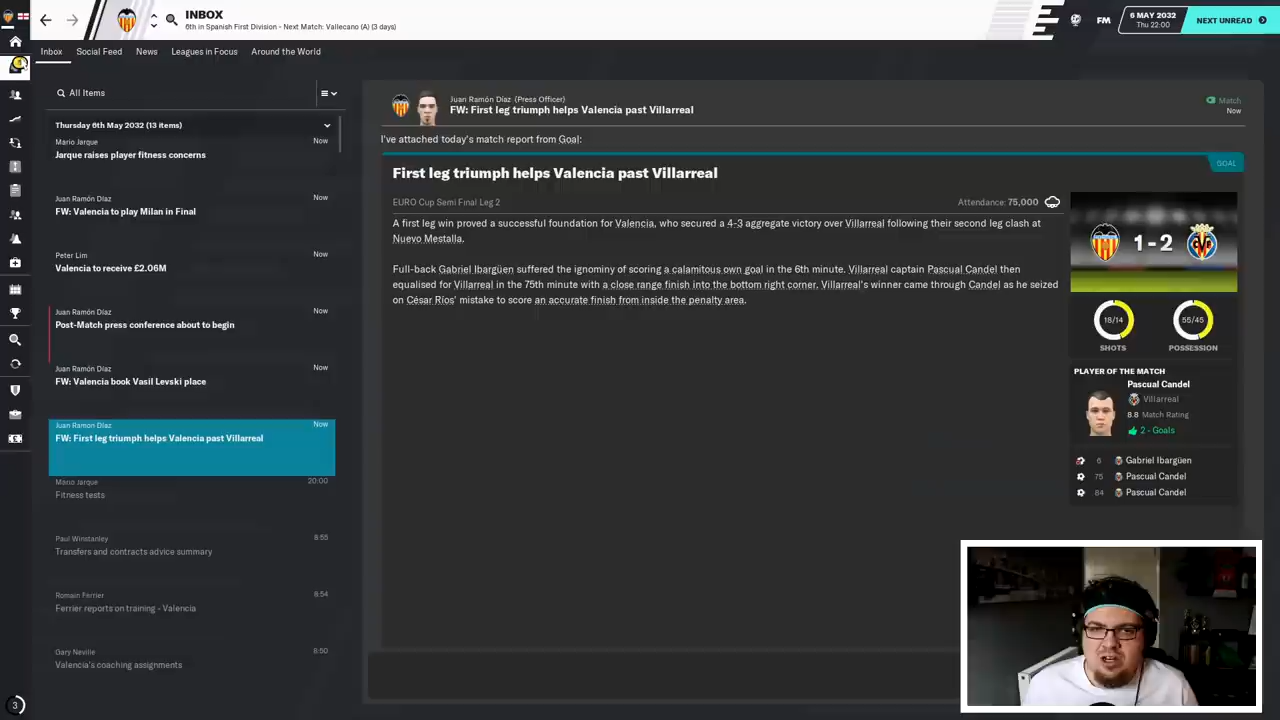 INBOX
6th in Spanish First Division - Next Match: Vallecano (A) (3 days)
FM
6 MAY 2032
Thu 22:00
NEXT UNREAD
Inbox
Social Feed
News
Leagues in Focus
Around the World
All Items
Thursday 6th May 2032 (13 items)
Mario Jarque
Now
Jarque raises player fitness concerns
Juan Ramón Díaz
Now
FW: Valencia to play Milan in Final
Peter Lim
Now
Valencia to receive £2.06M
Juan Ramón Díaz
Now
Post-Match press conference about to begin
Juan Ramón Díaz
Now
FW: Valencia book Vasil Levski place
Juan Ramón Díaz
Now
FW: First leg triumph helps Valencia past Villarreal
Mario Jarque
20:00
Fitness tests
Paul Winstanley
8:55
Transfers and contracts advice summary
Romain Ferrier
8:54
Ferrier reports on training - Valencia
Gary Neville
8:50
Valencia's coaching assignments
3
Juan Ramón Díaz (Press Officer)
FW: First leg triumph helps Valencia past Villarreal
Match
Now
I've attached today's match report from Goal:
GOAL
First leg triumph helps Valencia past Villarreal
EURO Cup Semi Final Leg 2
Attendance: 75,000
A first leg win proved a successful foundation for Valencia, who secured a 4-3 aggregate victory over Villarreal following their second leg clash at
Nuevo Mestalla.
Full-back Gabriel Ibargüen suffered the ignominy of scoring a calamitous own goal in the 6th minute. Villarreal captain Pascual Candel then
equalised for Villarreal in the 75th minute with a close range finish into the bottom right corner. Villarreal's winner came through Candel as he seized
on César Ríos' mistake to score an accurate finish from inside the penalty area.
1 - 2
18/14
SHOTS
55/45
POSSESSION
PLAYER OF THE MATCH
Pascual Candel
Villarreal
8.8 Match Rating
2 - Goals
6 Gabriel Ibargüen
75 Pascual Candel
84 Pascual Candel